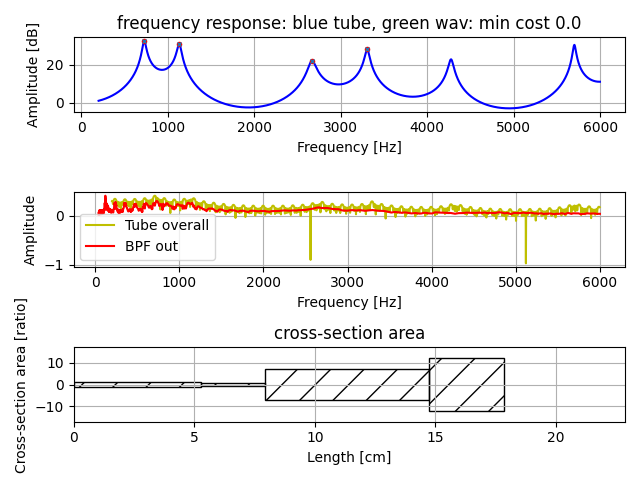 frequency response: blue tube, green wav: min cost 0.0
Amplitude [dB]
20
0
0 1000 2000 3000 4000 5000 6000
Frequency [Hz]
Amplitude
0
−1
Tube overall
BPF out
0 1000 2000 3000 4000 5000 6000
Frequency [Hz]
cross-section area
Cross-section area [ratio]
10
0
−10
0 5 10 15 20
Length [cm]